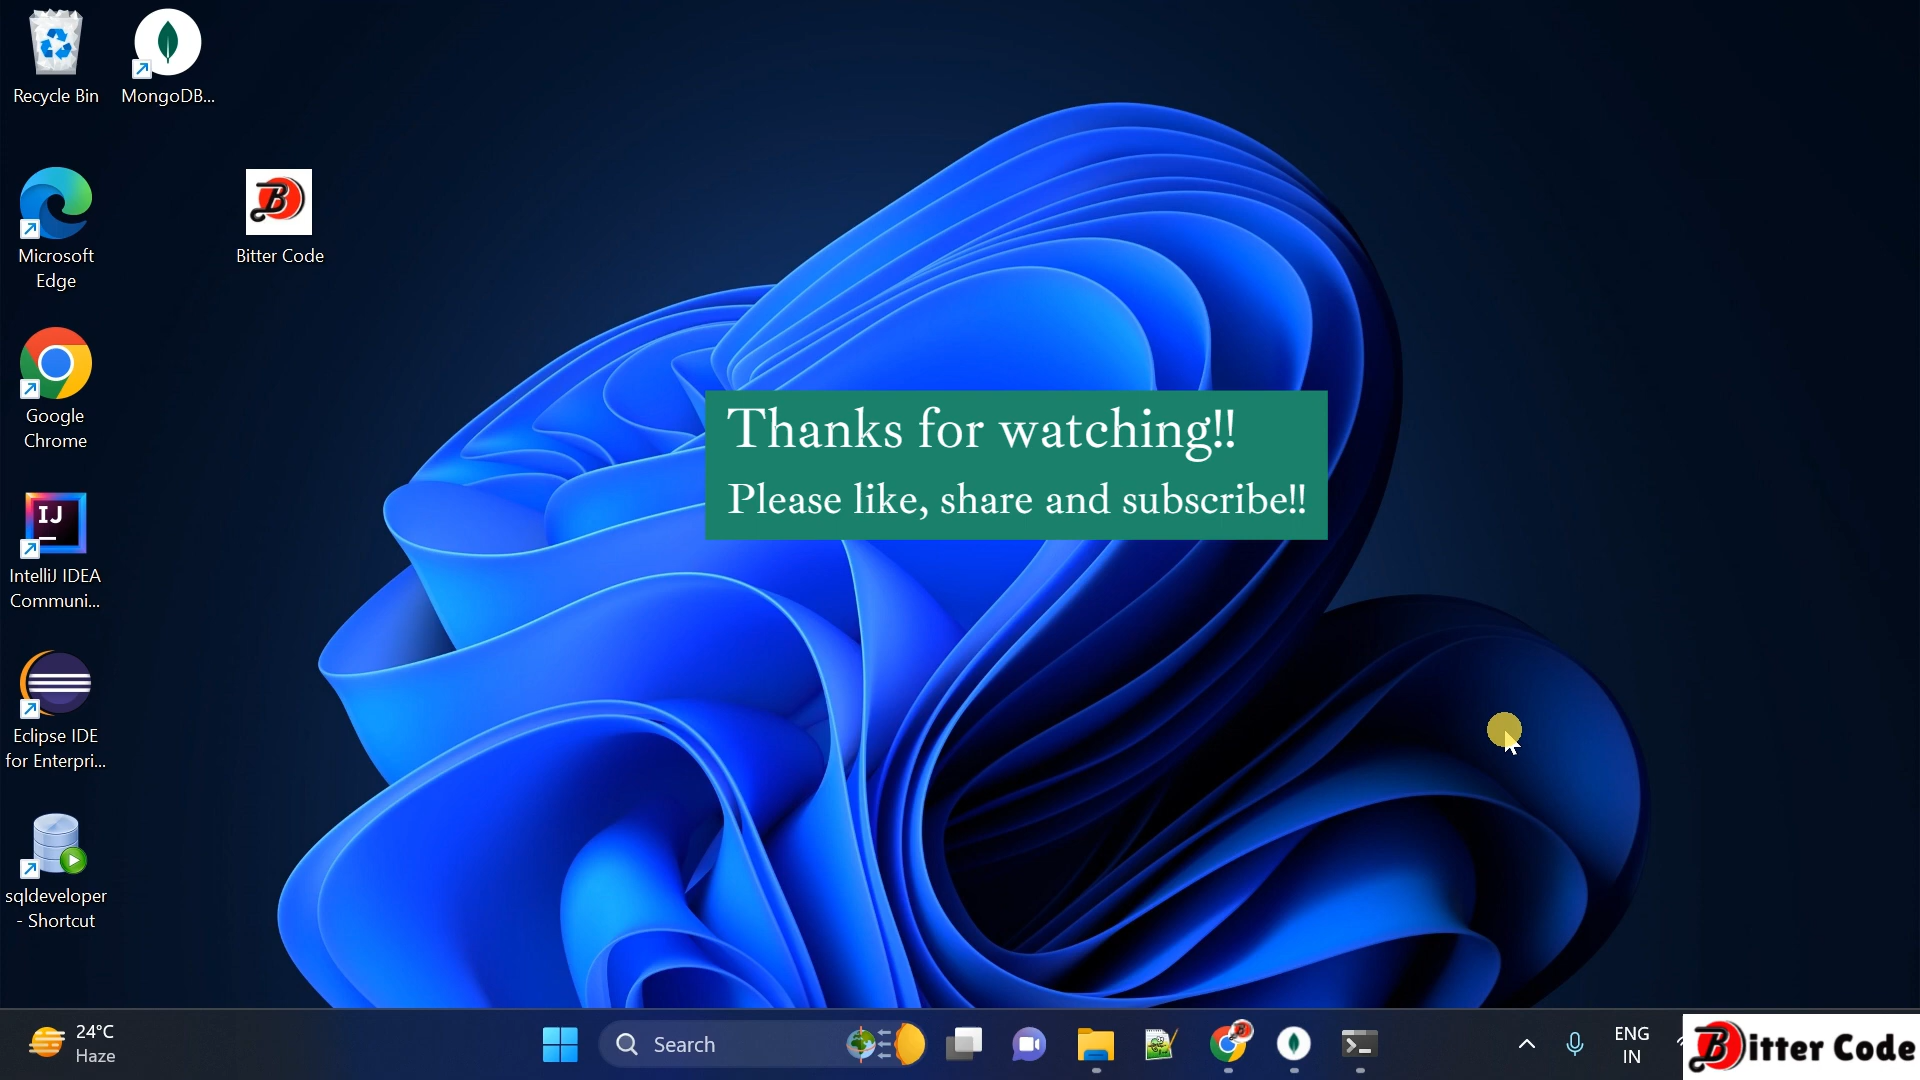 Recycle Bin
MongoDB...
Microsoft
Edge
Bitter Code
Google
Chrome
Thanks for watching!!
Please like, share and subscribe!!
IJ
IntelliJ IDEA
Communi...
Eclipse IDE
for Enterpri...
sqldeveloper
- Shortcut
24°C
Haze
Search
ENG
IN
Bitter Code